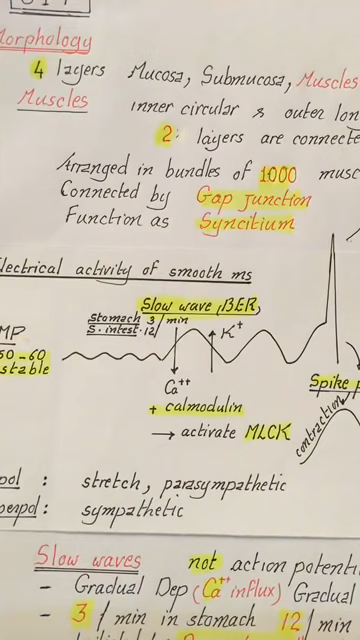 GIT
Morphology
4 layers Mucosa, Submucosa, Muscles
Muscles inner circular & outer Lon
2: layers are connecte
Arranged in bundles of 1000 musc
Connected by Gap junction
Function as Syncitium
Electrical activity of smooth ms
Slow wave, BER,
stomach 3/min
S. intest. 12/
K+
MP
50-60
stable
Ca++
+ calmodulin
→ activate MLCK
Spike p
contraction
pol : stretch, parasympathetic
perpol: sympathetic
Slow waves not action potenti
- Gradual Dep (Ca++ influx) Gradual
- 3 / min in stomach 12 / min